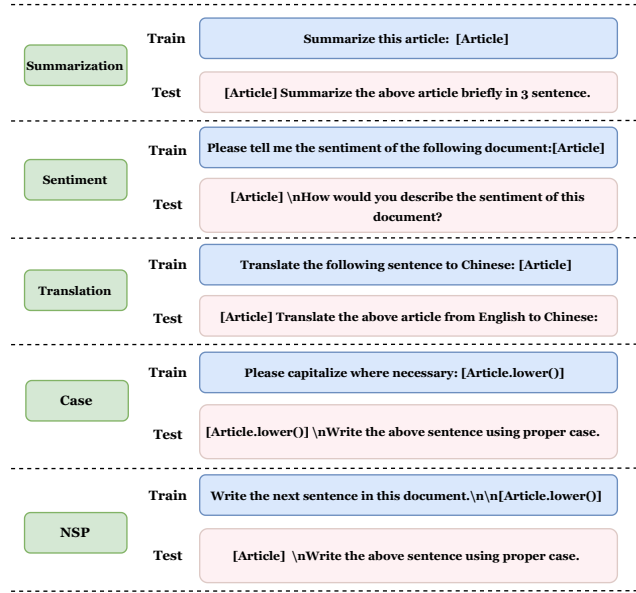 Train
Summarize this article: [Article]
Summarization
Test
[Article] Summarize the above article briefly in 3 sentence.
Train
Please tell me the sentiment of the following document:[Article]
Sentiment
Test
[Article] \nHow would you describe the sentiment of this
document?
Train
Translate the following sentence to Chinese: [Article]
Translation
Test
[Article] Translate the above article from English to Chinese:
Train
Please capitalize where necessary: [Article.lower()]
Case
Test
[Article.lower()] \nWrite the above sentence using proper case.
Train
Write the next sentence in this document.\n\n[Article.lower()]
NSP
Test
[Article] \nWrite the above sentence using proper case.